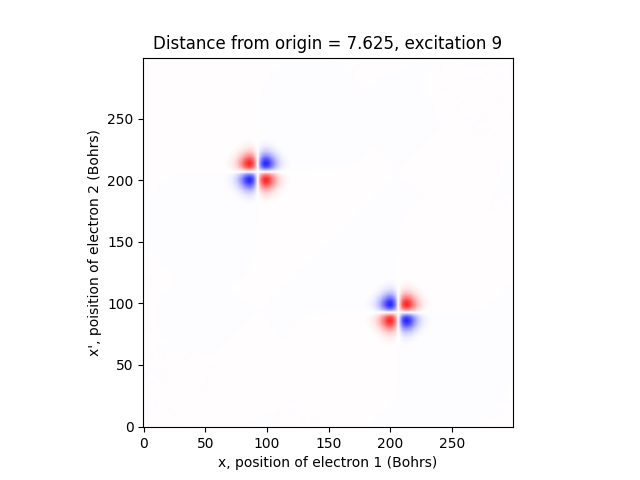 Distance from origin = 7.625, excitation 9
250
200
150
100
50
0
x', poisition of electron 2 (Bohrs)
0 50 100 150 200 250
x, position of electron 1 (Bohrs)